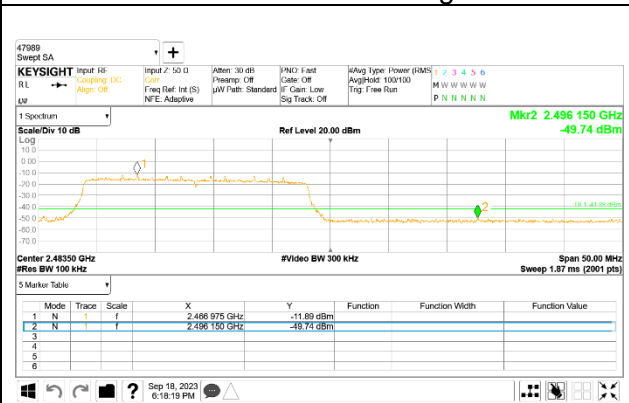 47989
Swept SA
+
KEYSIGHT Input: RF Input Z: 50 Ω Atten: 30 dB PNO: Fast #Avg Type: Power (RMS 1 2 3 4 5 6
RL Coupling: DC Corr Preamp: Off Gate: Off Avg|Hold: 100/100 M W W W W W
Align: Off Freq Ref: Int (S) µW Path: Standard IF Gain: Low Trig: Free Run
NFE: Adaptive Sig Track: Off P N N N N N
1 Spectrum Mkr2 2.496 150 GHz
Scale/Div 10 dB Ref Level 20.00 dBm -49.74 dBm
Log
10.0
0.00
-10.0
-20.0
-30.0
-40.0
-50.0
-60.0
-70.0
1
2
Center 2.48350 GHz #Video BW 300 kHz Span 50.00 MHz
#Res BW 100 kHz Sweep 1.87 ms (2001 pts)
5 Marker Table
Mode Trace Scale X Y Function Function Width Function Value
1 N 1 f 2.466 975 GHz -11.89 dBm
2 N 1 f 2.496 150 GHz -49.74 dBm
3
4
5
6
? Sep 18, 2023
6:18:19 PM